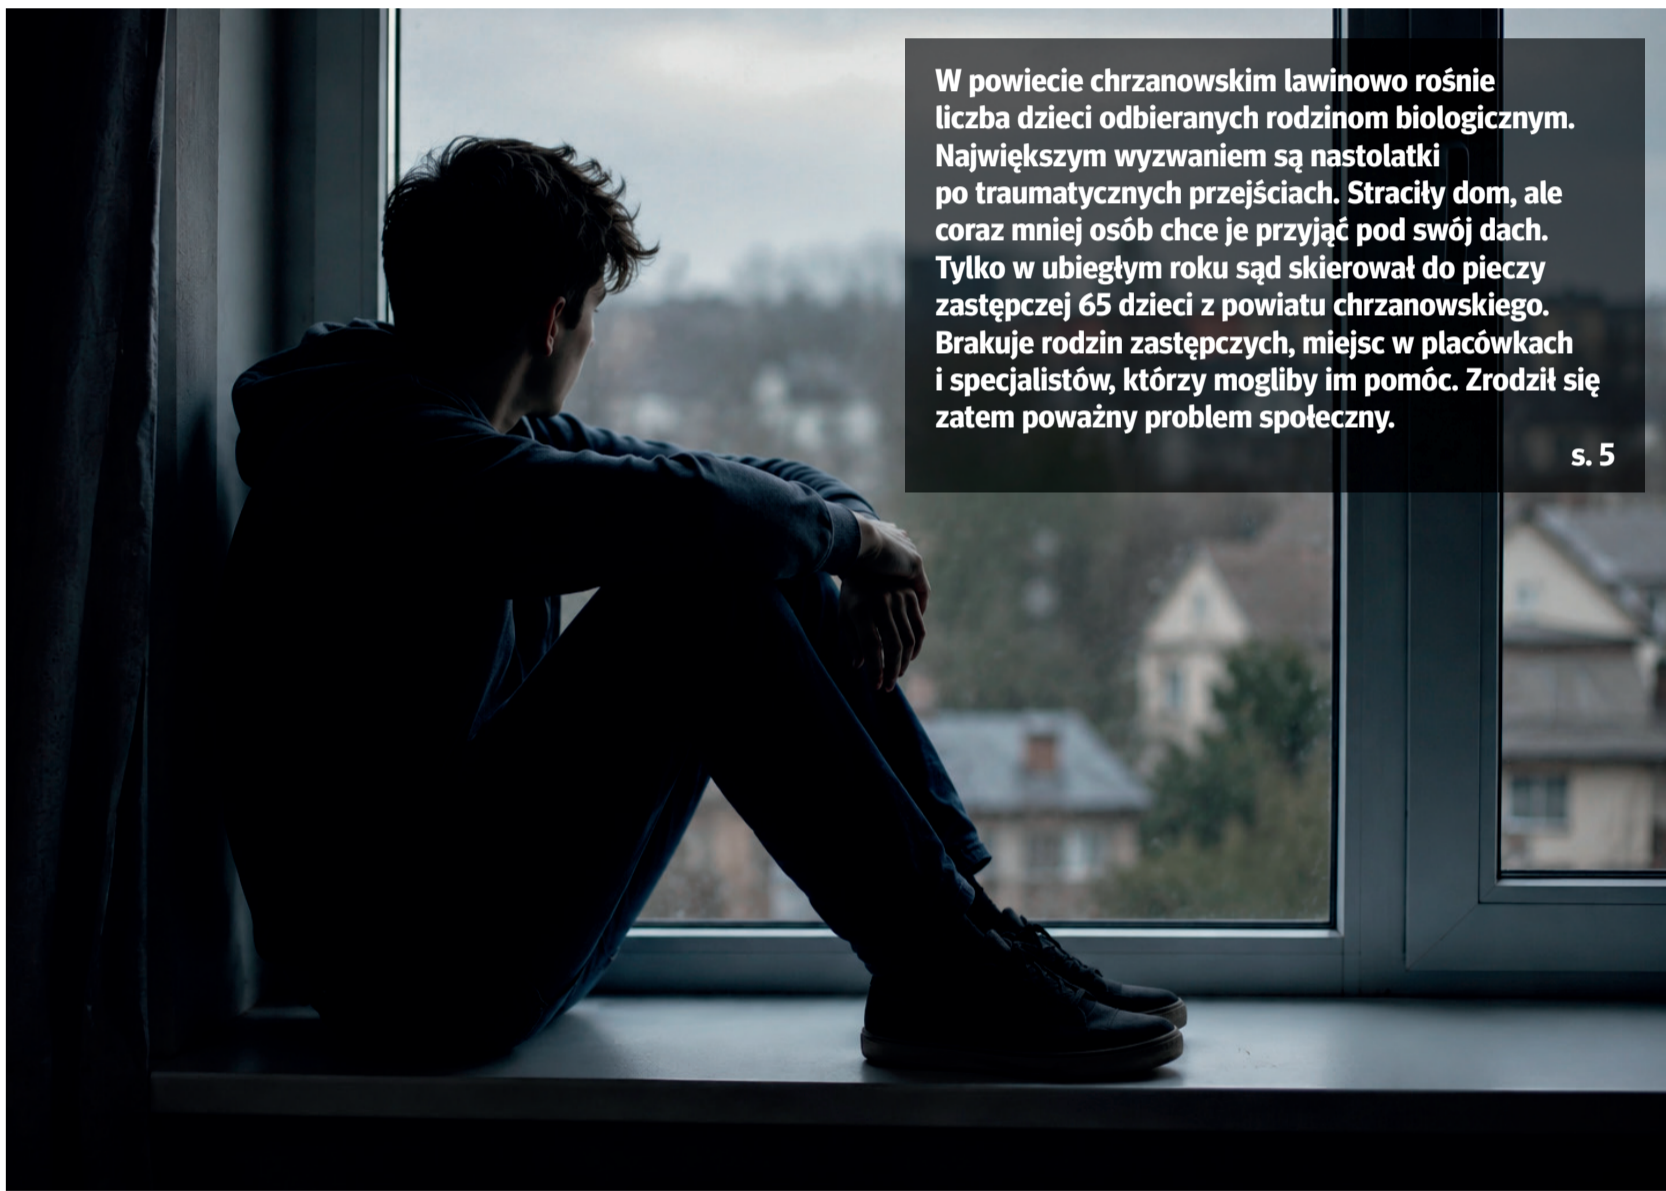 W powiecie chrzanowskim lawinowo rośnie
liczba dzieci odbieranych rodzinom biologicznym.
Największym wyzwaniem są nastolatki
po traumatycznych przejściach. Straciły dom, ale
coraz mniej osób chce je przyjąć pod swój dach.
Tylko w ubiegłym roku sąd skierował do pieczy
zastępczej 65 dzieci z powiatu chrzanowskiego.
Brakuje rodzin zastępczych, miejsc w placówkach
i specjalistów, którzy mogliby im pomóc. Zrodził się
zatem poważny problem społeczny.
s. 5